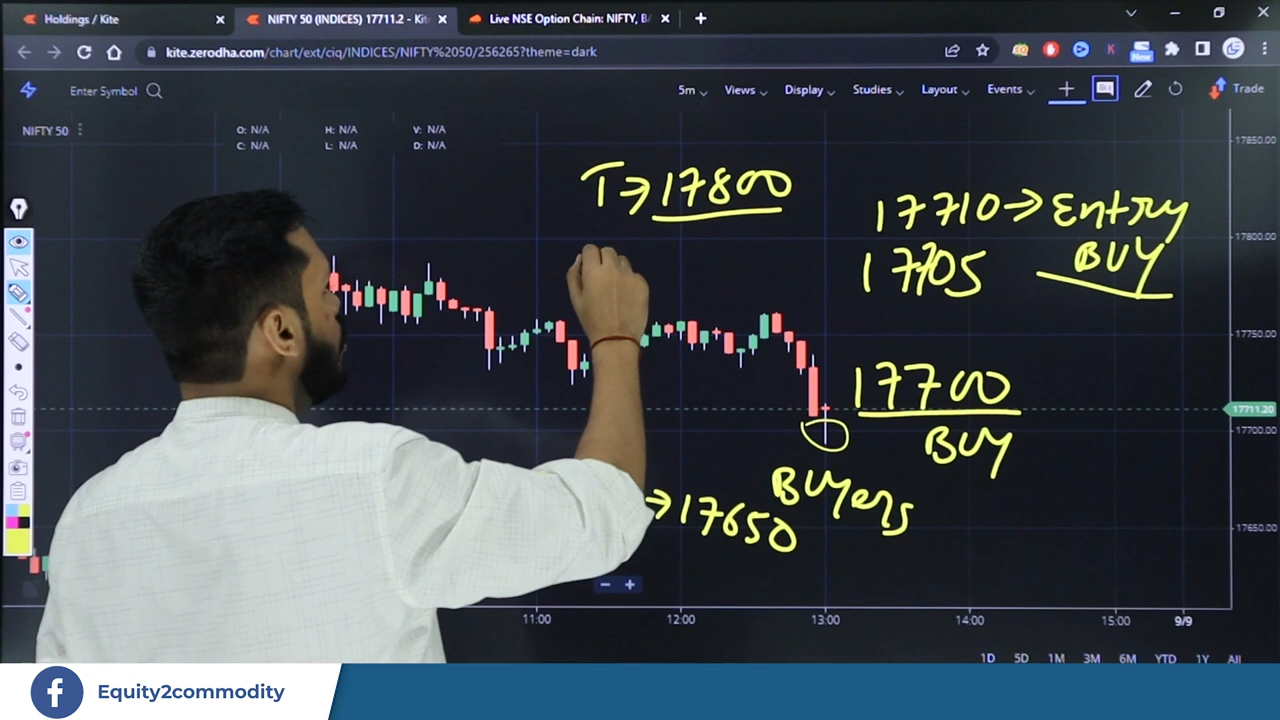 Holdings / Kite
NIFTY 50 (INDICES) 17711.2 - Kit
Live NSE Option Chain: NIFTY, BA
kite.zerodha.com/chart/ext/ciq/INDICES/NIFTY%2050/256265?theme=dark
New
Enter Symbol
5m
Views
Display
Studies
Layout
Events
Trade
NIFTY 50
O: N/A
H: N/A
V: N/A
C: N/A
L: N/A
D: N/A
17850.00
T → 17800
17710 → Entry
17800.00
17705
BUY
17750.00
17700
17711.20
17700.00
BUY
Buyers
→ 17650
17650.00
11:00
12:00
13:00
14:00
15:00
9/9
1D 5D 1M 3M 6M YTD 1Y All
Equity2commodity